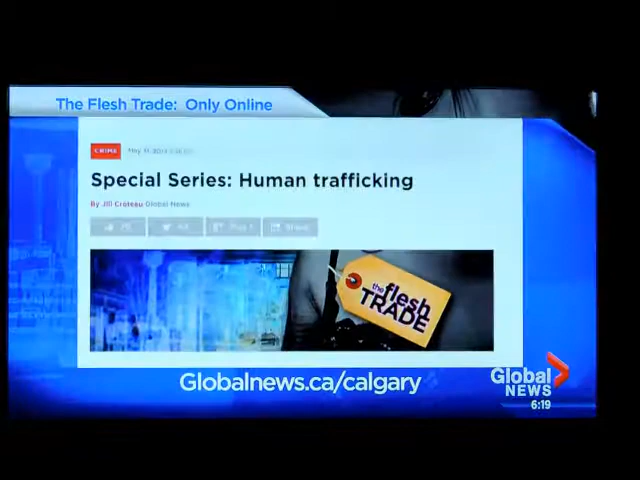 The Flesh Trade: Only Online
CRIME
Special Series: Human trafficking
By Jill Croteau Global News
the
flesh
TRADE
Globalnews.ca/calgary
Global
NEWS
6:19